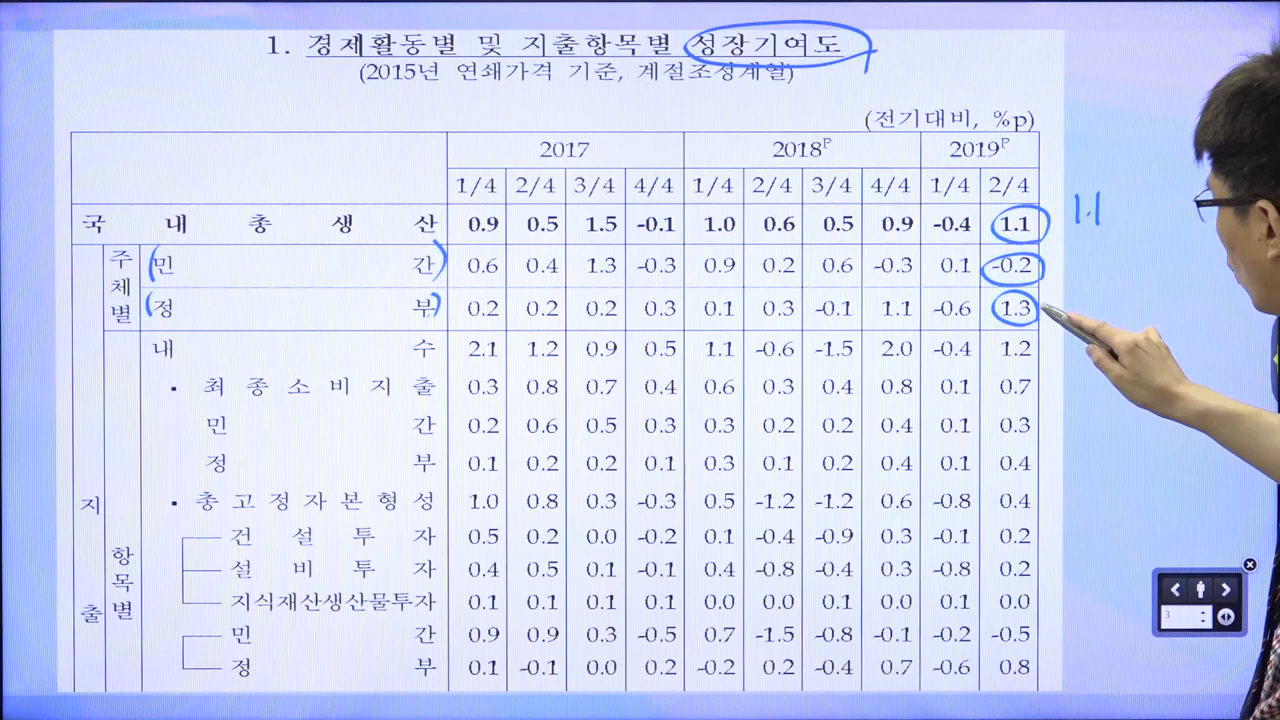 1. 경제활동별 및 지출항목별 성장기여도
(2015년 연쇄가격 기준, 계절조정계열)
(전기대비, %p)
2017 2018ᴾ 2019ᴾ
1/4 2/4 3/4 4/4 1/4 2/4 3/4 4/4 1/4 2/4
국 내 총 생 산 0.9 0.5 1.5 -0.1 1.0 0.6 0.5 0.9 -0.4 1.1 1.1
주체별 민 간 0.6 0.4 1.3 -0.3 0.9 0.2 0.6 -0.3 0.1 -0.2
정 부 0.2 0.2 0.2 0.3 0.1 0.3 -0.1 1.1 -0.6 1.3
지출 항목별 내 수 2.1 1.2 0.9 0.5 1.1 -0.6 -1.5 2.0 -0.4 1.2
▪ 최 종 소 비 지 출 0.3 0.8 0.7 0.4 0.6 0.3 0.4 0.8 0.1 0.7
민 간 0.2 0.6 0.5 0.3 0.3 0.2 0.2 0.4 0.1 0.3
정 부 0.1 0.2 0.2 0.1 0.3 0.1 0.2 0.4 0.1 0.4
▪ 총 고 정 자 본 형 성 1.0 0.8 0.3 -0.3 0.5 -1.2 -1.2 0.6 -0.8 0.4
건 설 투 자 0.5 0.2 0.0 -0.2 0.1 -0.4 -0.9 0.3 -0.1 0.2
설 비 투 자 0.4 0.5 0.1 -0.1 0.4 -0.8 -0.4 0.3 -0.8 0.2
지식재산생산물투자 0.1 0.1 0.1 0.1 0.0 0.0 0.1 0.0 0.1 0.0
민 간 0.9 0.9 0.3 -0.5 0.7 -1.5 -0.8 -0.1 -0.2 -0.5
정 부 0.1 -0.1 0.0 0.2 -0.2 0.2 -0.4 0.7 -0.6 0.8
3